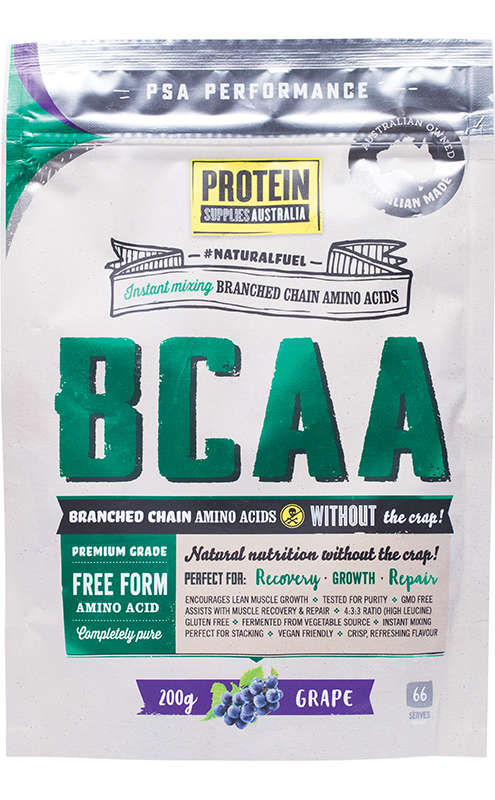 PSA PERFORMANCE
AUSTRALIAN OWNED
AUSTRALIAN MADE
PROTEIN
SUPPLIES AUSTRALIA
#NATURALFUEL
Instant mixing BRANCHED CHAIN AMINO ACIDS
BCAA
BRANCHED CHAIN AMINO ACIDS WITHOUT the crap!
PREMIUM GRADE
FREE FORM
AMINO ACID
Completely pure
Natural nutrition without the crap!
PERFECT FOR: Recovery · GROWTH · Repair
ENCOURAGES LEAN MUSCLE GROWTH ❖ TESTED FOR PURITY ❖ GMO FREE
ASSISTS WITH MUSCLE RECOVERY & REPAIR ❖ 4:3:3 RATIO (HIGH LEUCINE)
GLUTEN FREE ❖ FERMENTED FROM VEGETABLE SOURCE ❖ INSTANT MIXING
PERFECT FOR STACKING ❖ VEGAN FRIENDLY ❖ CRISP, REFRESHING FLAVOUR
200g GRAPE
66
SERVES